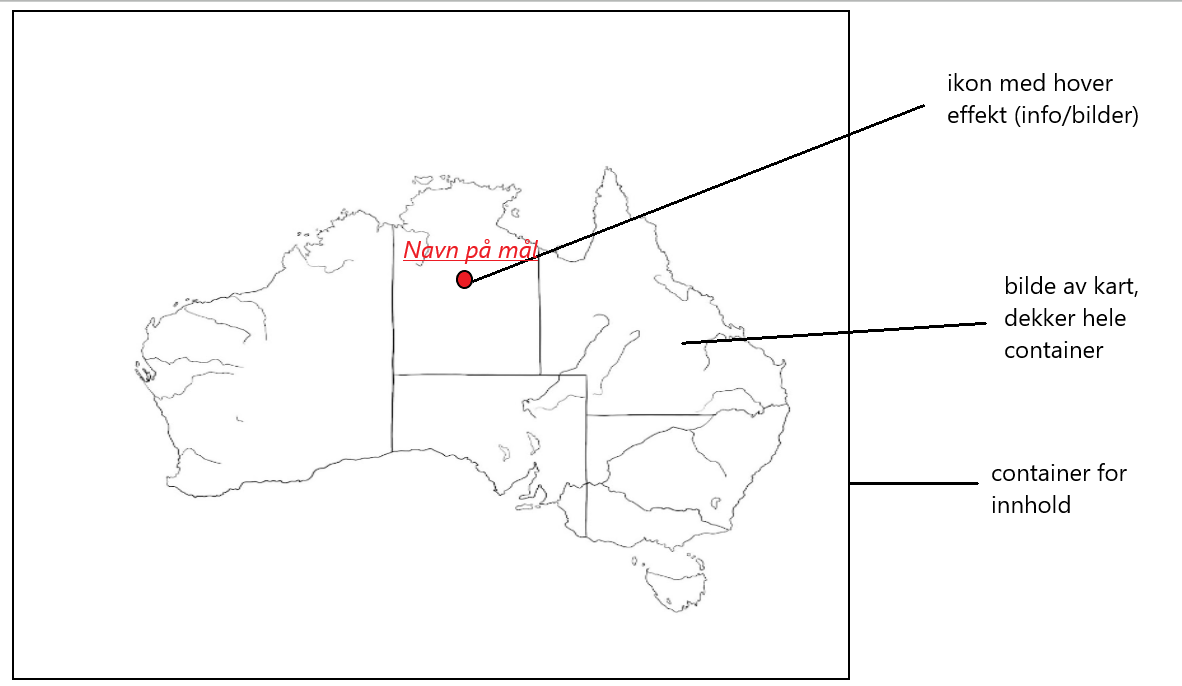 ikon med hover
effekt (info/bilder)
Navn på mål
bilde av kart,
dekker hele
container
container for
innhold